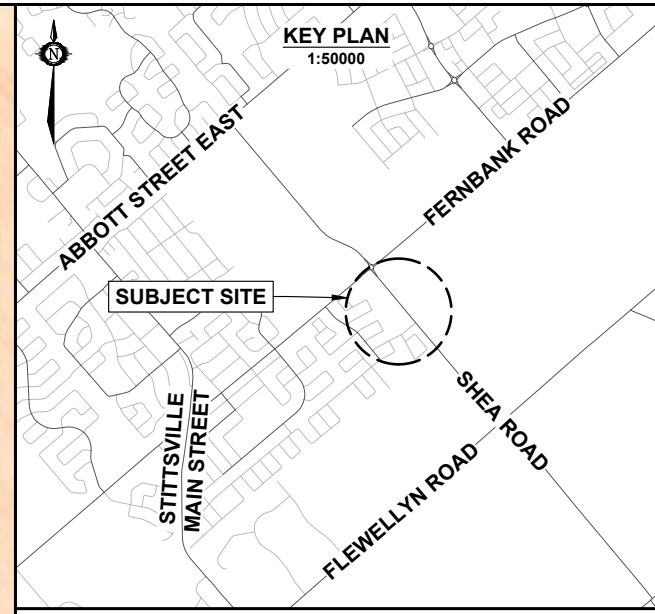 KEY PLAN
1:50000
N
ABBOTT STREET EAST
FERNBANK ROAD
SUBJECT SITE
SHEA ROAD
STITTSVILLE
MAIN STREET
FLEWELLYN ROAD